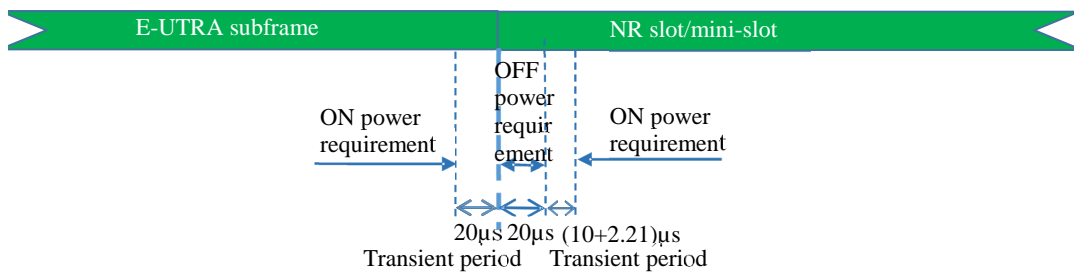 E-UTRA subframe
NR slot/mini-slot
OFF
power
requir
ement
ON power
requirement
ON power
requirement
20µs 20µs (10+2.21)µs
Transient period Transient period